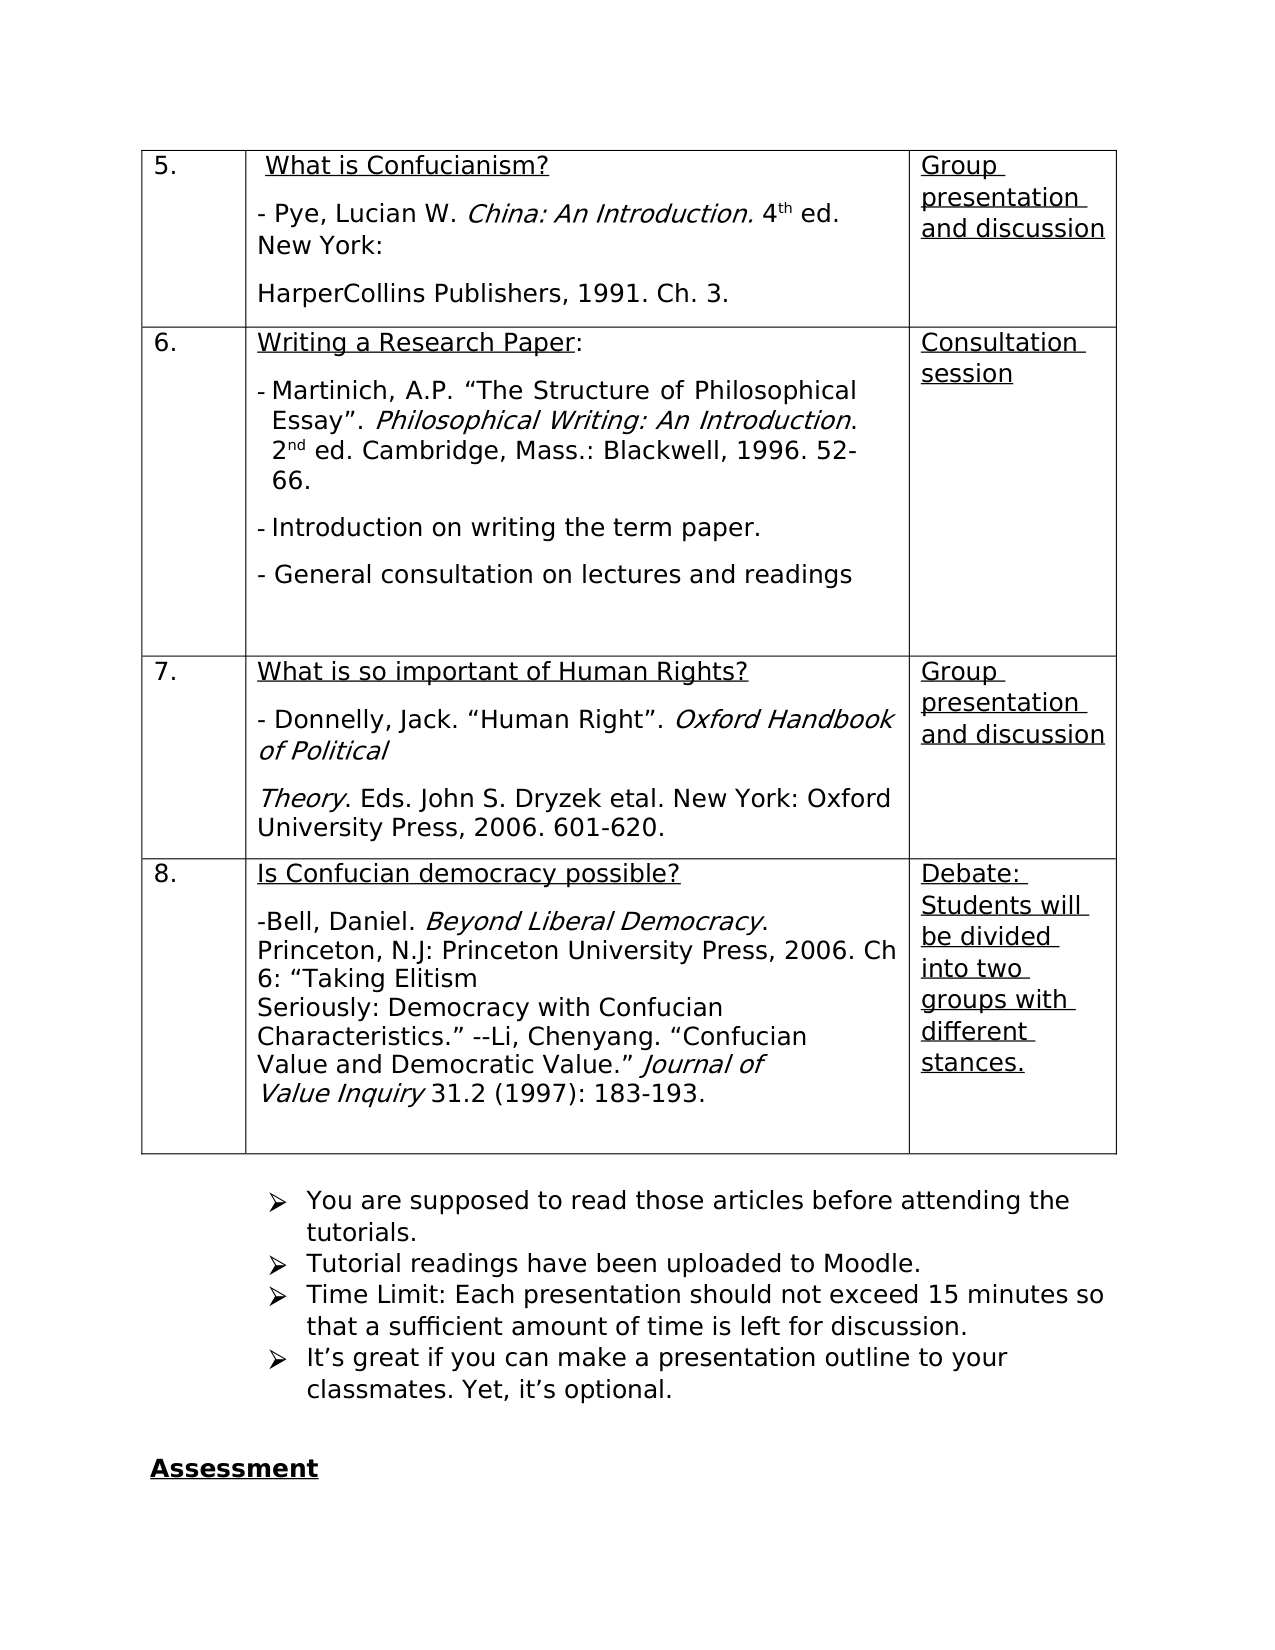 5.
What is Confucianism?
- Pye, Lucian W. China: An Introduction. 4th ed.
New York:
HarperCollins Publishers, 1991. Ch. 3.
Group
presentation
and discussion
6.
Writing a Research Paper:
- Martinich, A.P. “The Structure of Philosophical
Essay”. Philosophical Writing: An Introduction.
2nd ed. Cambridge, Mass.: Blackwell, 1996. 52-
66.
- Introduction on writing the term paper.
- General consultation on lectures and readings
Consultation
session
7.
What is so important of Human Rights?
- Donnelly, Jack. “Human Right”. Oxford Handbook
of Political
Theory. Eds. John S. Dryzek etal. New York: Oxford
University Press, 2006. 601-620.
Group
presentation
and discussion
8.
Is Confucian democracy possible?
-Bell, Daniel. Beyond Liberal Democracy.
Princeton, N.J: Princeton University Press, 2006. Ch
6: “Taking Elitism
Seriously: Democracy with Confucian
Characteristics.” --Li, Chenyang. “Confucian
Value and Democratic Value.” Journal of
Value Inquiry 31.2 (1997): 183-193.
Debate:
Students will
be divided
into two
groups with
different
stances.
➢ You are supposed to read those articles before attending the
tutorials.
➢ Tutorial readings have been uploaded to Moodle.
➢ Time Limit: Each presentation should not exceed 15 minutes so
that a sufficient amount of time is left for discussion.
➢ It’s great if you can make a presentation outline to your
classmates. Yet, it’s optional.
Assessment